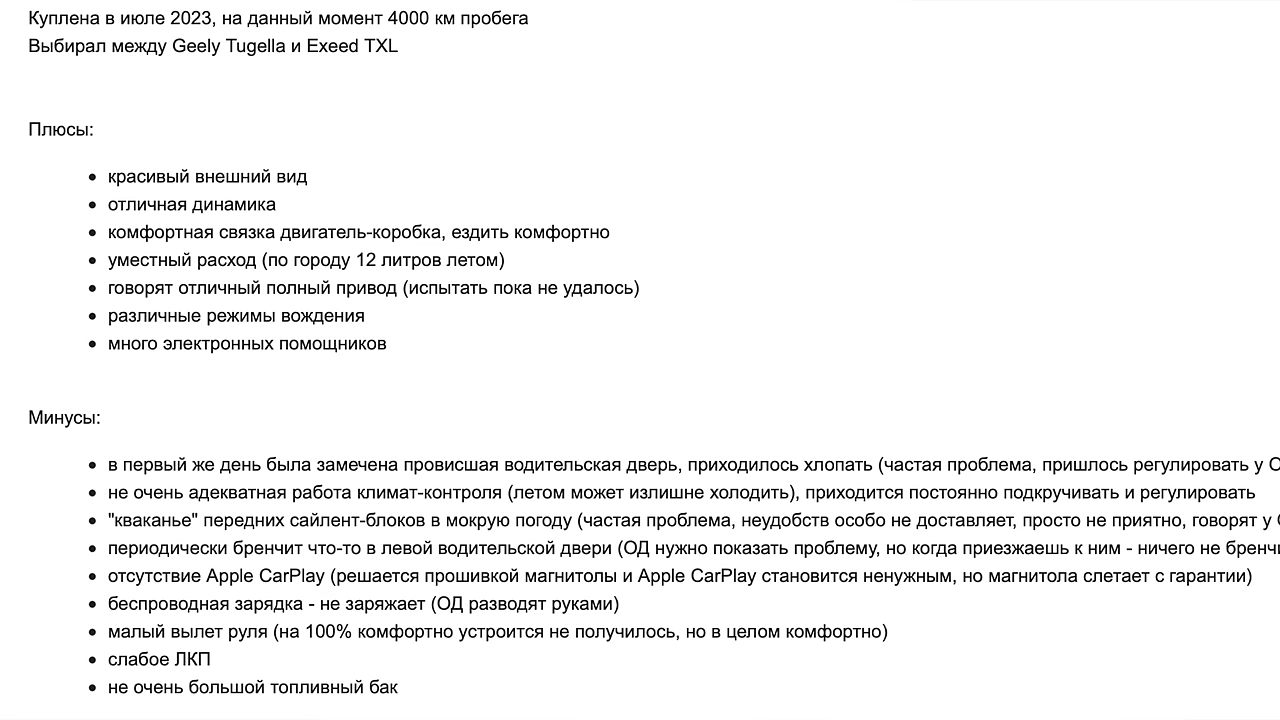 Куплена в июле 2023, на данный момент 4000 км пробега
Выбирал между Geely Tugella и Exeed TXL
Плюсы:
• красивый внешний вид
• отличная динамика
• комфортная связка двигатель-коробка, ездить комфортно
• уместный расход (по городу 12 литров летом)
• говорят отличный полный привод (испытать пока не удалось)
• различные режимы вождения
• много электронных помощников
Минусы:
• в первый же день была замечена провисшая водительская дверь, приходилось хлопать (частая проблема, пришлось регулировать у
• не очень адекватная работа климат-контроля (летом может излишне холодить), приходится постоянно подкручивать и регулировать
• "кваканье" передних сайлент-блоков в мокрую погоду (частая проблема, неудобств особо не доставляет, просто не приятно, говорят у
• периодически бренчит что-то в левой водительской двери (ОД нужно показать проблему, но когда приезжаешь к ним - ничего не
• отсутствие Apple CarPlay (решается прошивкой магнитолы и Apple CarPlay становится ненужным, но магнитола слетает с гарантии)
• беспроводная зарядка - не заряжает (ОД разводят руками)
• малый вылет руля (на 100% комфортно устроится не получилось, но в целом комфортно)
• слабое ЛКП
• не очень большой топливный бак